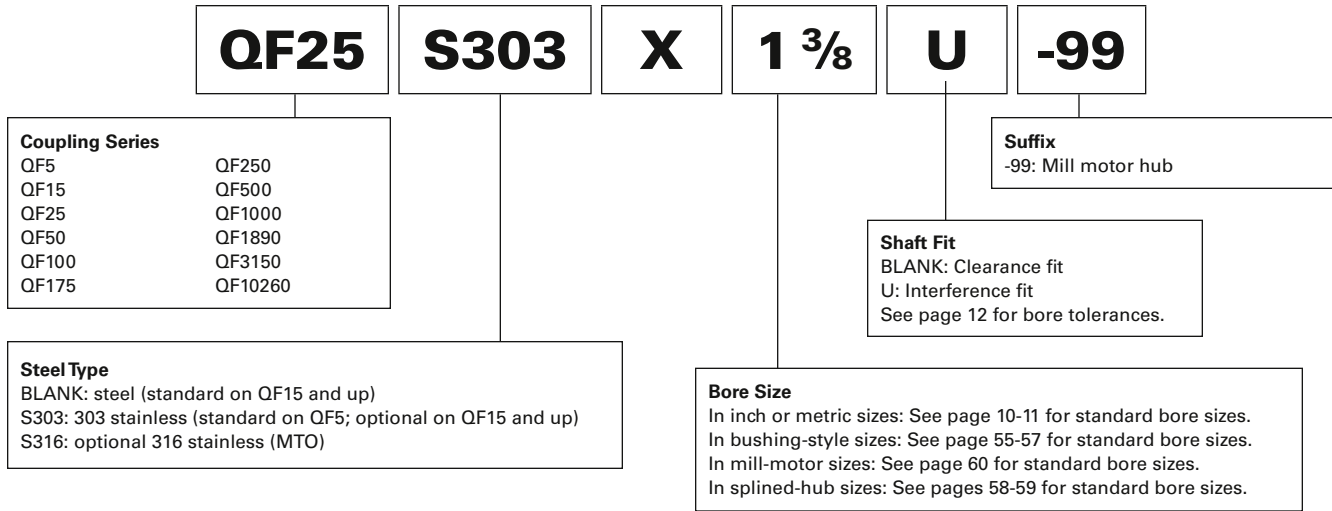 QF25 S303 X 1 ⅜ U -99
Coupling Series
QF5 QF250
QF15 QF500
QF25 QF1000
QF50 QF1890
QF100 QF3150
QF175 QF10260
Suffix
-99: Mill motor hub
Shaft Fit
BLANK: Clearance fit
U: Interference fit
See page 12 for bore tolerances.
Steel Type
BLANK: steel (standard on QF15 and up)
S303: 303 stainless (standard on QF5; optional on QF15 and up)
S316: optional 316 stainless (MTO)
Bore Size
In inch or metric sizes: See page 10-11 for standard bore sizes.
In bushing-style sizes: See page 55-57 for standard bore sizes.
In mill-motor sizes: See page 60 for standard bore sizes.
In splined-hub sizes: See pages 58-59 for standard bore sizes.